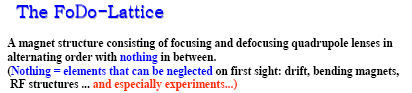 The FoDo-Lattice
A magnet structure consisting of focusing and defocusing quadrupole lenses in
alternating order with nothing in between.
(Nothing = elements that can be neglected on first sight: drift, bending magnets,
RF structures ... and especially experiments...)